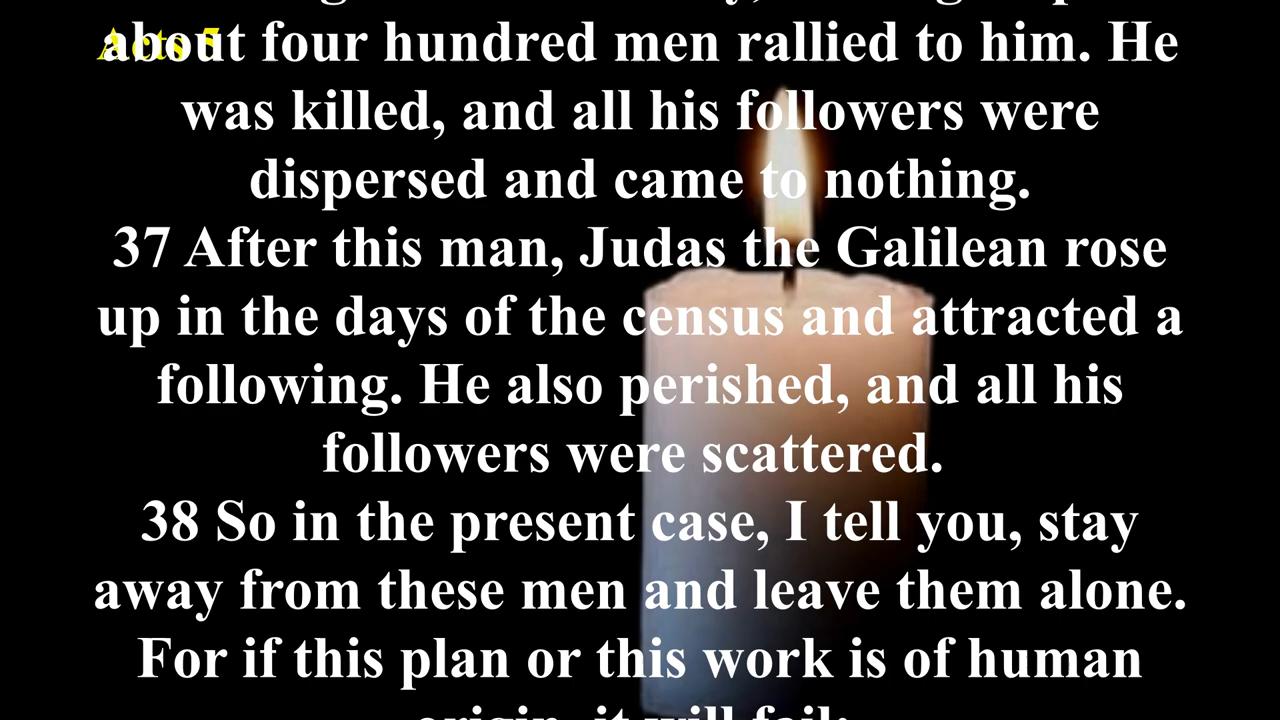 Acts 5
about four hundred men rallied to him. He
was killed, and all his followers were
dispersed and came to nothing.
37 After this man, Judas the Galilean rose
up in the days of the census and attracted a
following. He also perished, and all his
followers were scattered.
38 So in the present case, I tell you, stay
away from these men and leave them alone.
For if this plan or this work is of human
origin, it will fail;